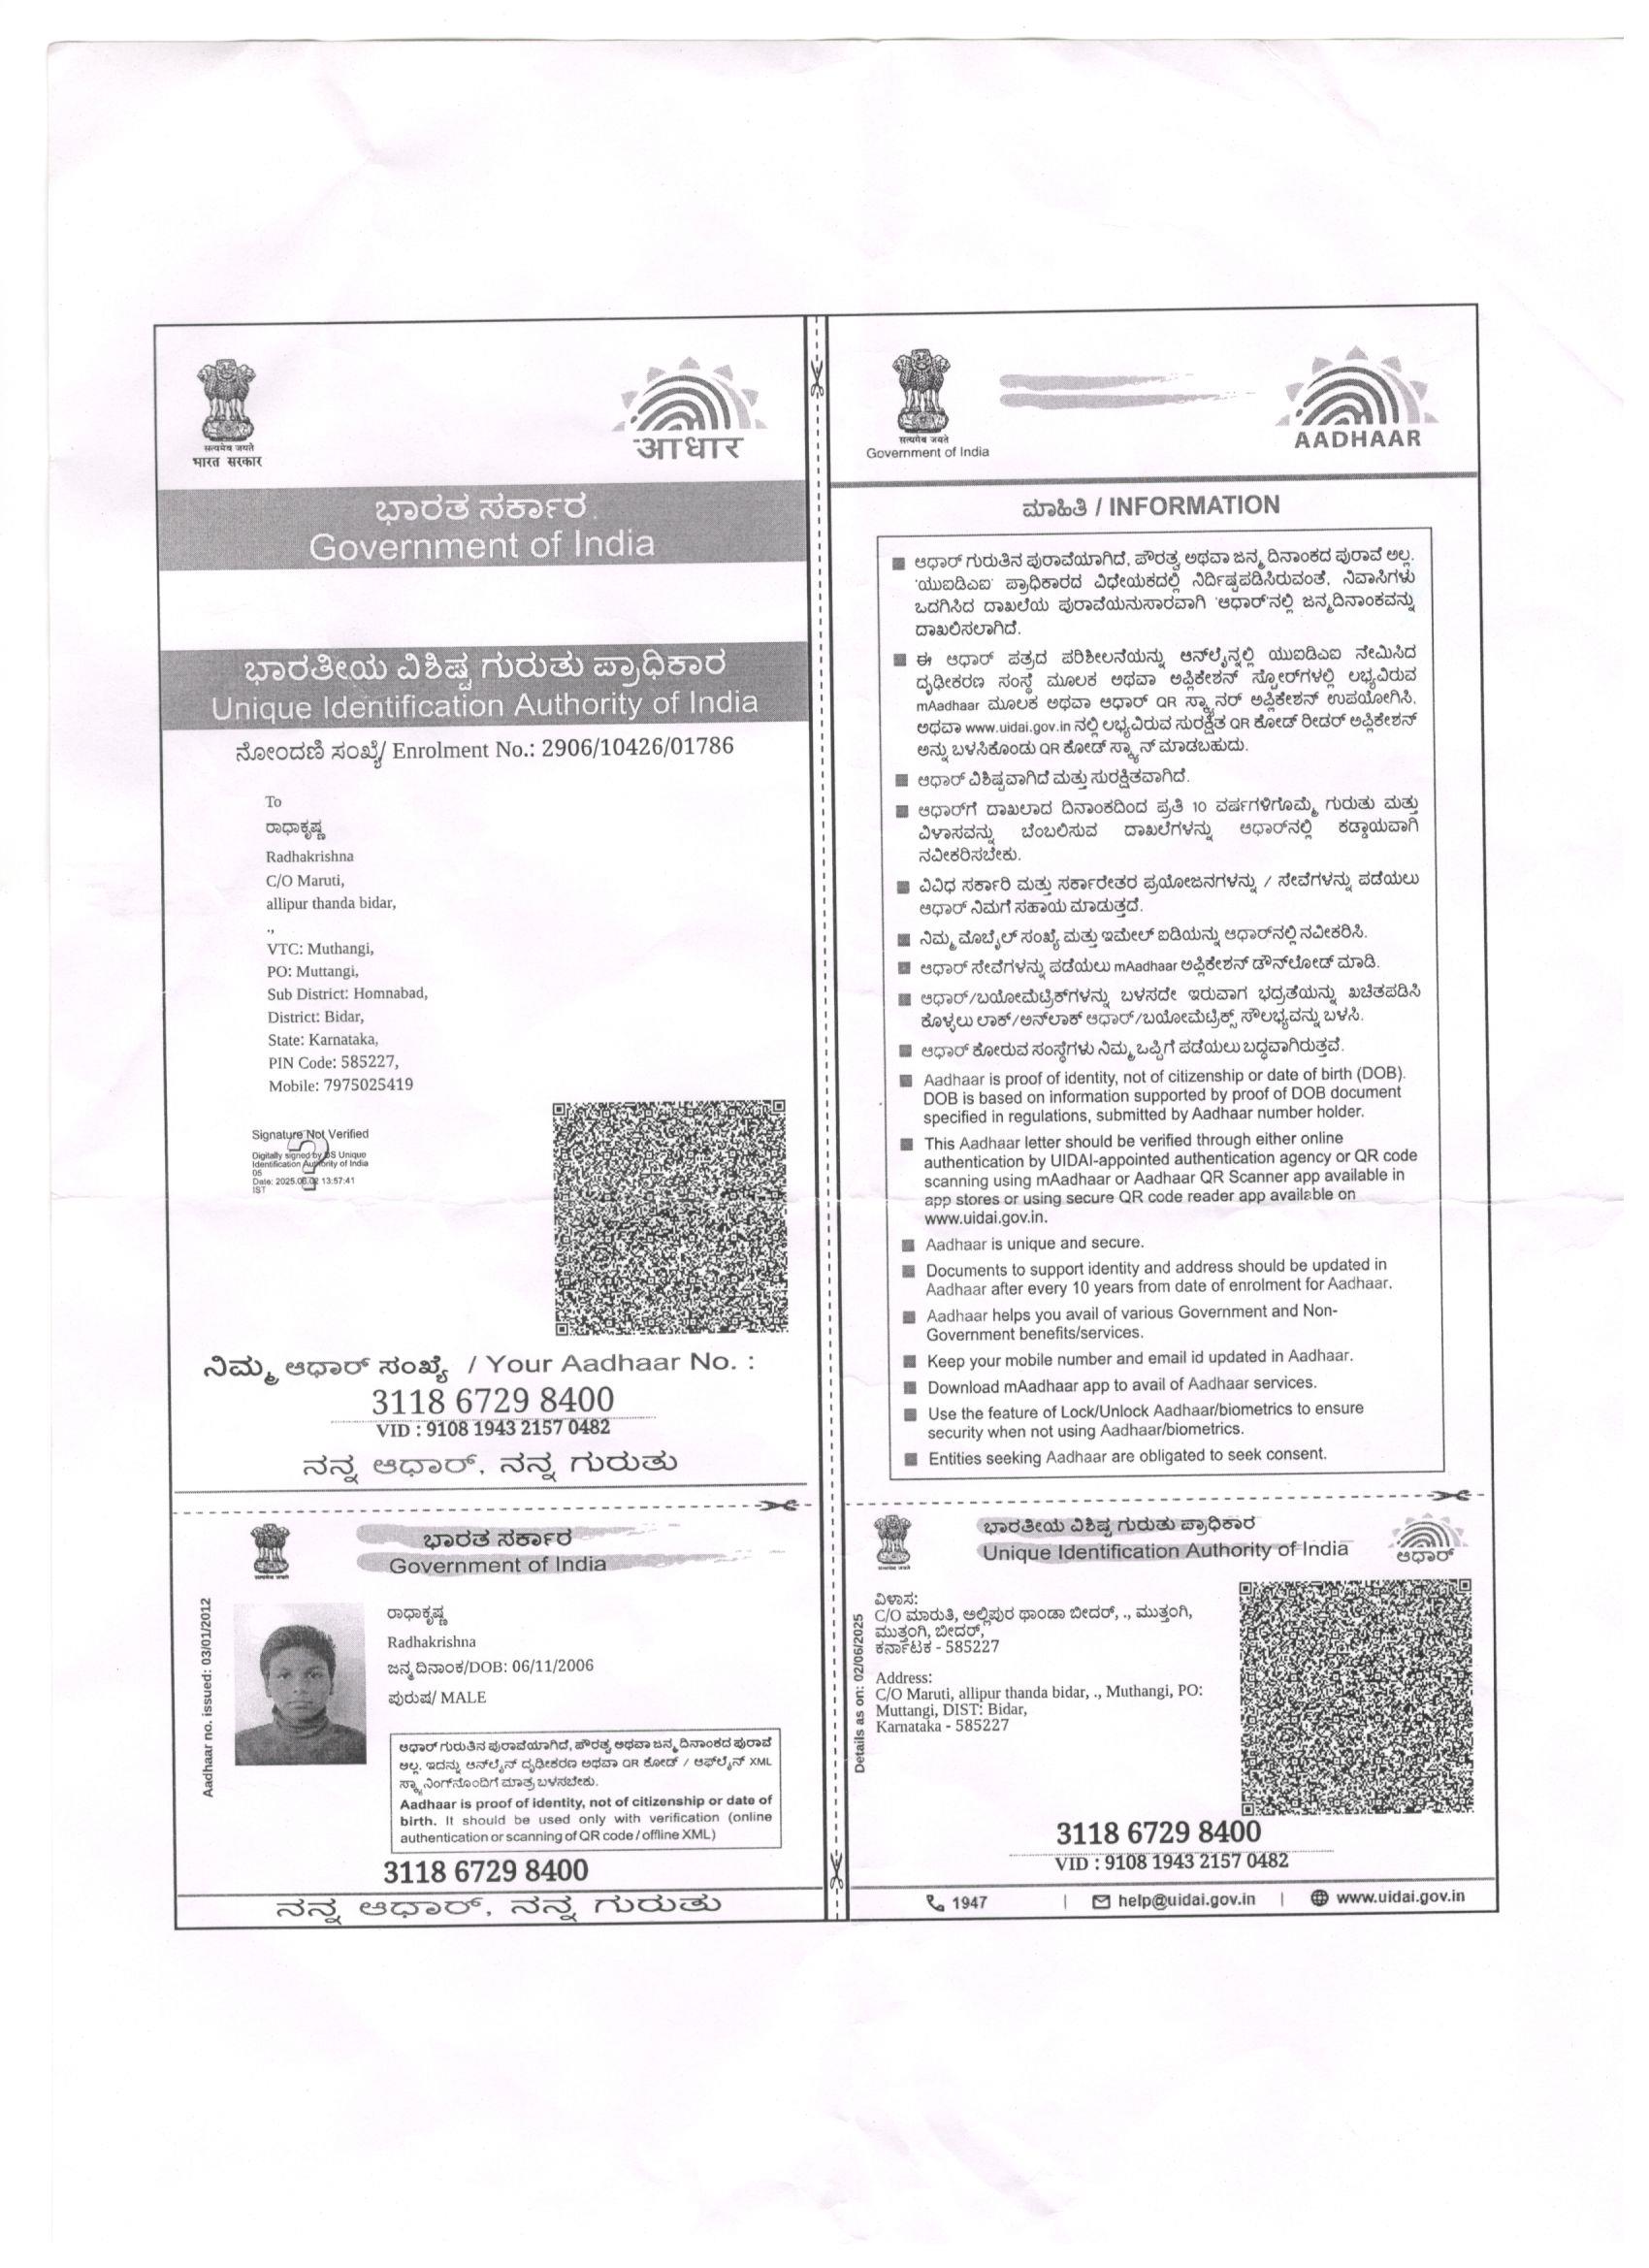 सत्यमेव जयते
भारत सरकार
आधार
ಭಾರತ ಸರ್ಕಾರ
Government of India
ಭಾರತೀಯ ವಿಶಿಷ್ಟ ಗುರುತು ಪ್ರಾಧಿಕಾರ
Unique Identification Authority of India
ನೋಂದಣಿ ಸಂಖ್ಯೆ/ Enrolment No.: 2906/10426/01786
To
ರಾಧಾಕೃಷ್ಣ
Radhakrishna
C/O Maruti,
allipur thanda bidar,
.,
VTC: Muthangi,
PO: Muttangi,
Sub District: Homnabad,
District: Bidar,
State: Karnataka,
PIN Code: 585227,
Mobile: 7975025419
Signature Not Verified
Digitally signed by DS Unique
Identification Authority of India
05
Date: 2025.06.02 13:57:41
IST
ನಿಮ್ಮ ಆಧಾರ್ ಸಂಖ್ಯೆ / Your Aadhaar No. :
3118 6729 8400
VID : 9108 1943 2157 0482
ನನ್ನ ಆಧಾರ್, ನನ್ನ ಗುರುತು
सत्यमेव जयते
Government of India
AADHAAR
ಮಾಹಿತಿ / INFORMATION
ಆಧಾರ್ ಗುರುತಿನ ಪುರಾವೆಯಾಗಿದೆ, ಪೌರತ್ವ ಅಥವಾ ಜನ್ಮ ದಿನಾಂಕದ ಪುರಾವೆ ಅಲ್ಲ.
'ಯುಐಡಿಎಐ' ಪ್ರಾಧಿಕಾರದ ವಿಧೇಯಕದಲ್ಲಿ ನಿರ್ದಿಷ್ಟಪಡಿಸಿರುವಂತೆ, ನಿವಾಸಿಗಳು
ಒದಗಿಸಿದ ದಾಖಲೆಯ ಪುರಾವೆಯನುಸಾರವಾಗಿ 'ಆಧಾರ್'ನಲ್ಲಿ ಜನ್ಮದಿನಾಂಕವನ್ನು
ದಾಖಲಿಸಲಾಗಿದೆ.
ಈ ಆಧಾರ್ ಪತ್ರದ ಪರಿಶೀಲನೆಯನ್ನು ಆನ್‌ಲೈನ್ನಲ್ಲಿ ಯುಐಡಿಎಐ ನೇಮಿಸಿದ
ದೃಢೀಕರಣ ಸಂಸ್ಥೆ ಮೂಲಕ ಅಥವಾ ಅಪ್ಲಿಕೇಶನ್ ಸ್ಟೋರ್‌ಗಳಲ್ಲಿ ಲಭ್ಯವಿರುವ
mAadhaar ಮೂಲಕ ಅಥವಾ ಆಧಾರ್ QR ಸ್ಕ್ಯಾನರ್ ಅಪ್ಲಿಕೇಶನ್ ಉಪಯೋಗಿಸಿ,
ಅಥವಾ www.uidai.gov.in ನಲ್ಲಿ ಲಭ್ಯವಿರುವ ಸುರಕ್ಷಿತ QR ಕೋಡ್ ರೀಡರ್ ಅಪ್ಲಿಕೇಶನ್
ಅನ್ನು ಬಳಸಿಕೊಂಡು QR ಕೋಡ್ ಸ್ಕ್ಯಾನ್ ಮಾಡಬಹುದು.
ಆಧಾರ್ ವಿಶಿಷ್ಟವಾಗಿದೆ ಮತ್ತು ಸುರಕ್ಷಿತವಾಗಿದೆ.
ಆಧಾರ್‌ಗೆ ದಾಖಲಾದ ದಿನಾಂಕದಿಂದ ಪ್ರತಿ 10 ವರ್ಷಗಳಿಗೊಮ್ಮೆ ಗುರುತು ಮತ್ತು
ವಿಳಾಸವನ್ನು ಬೆಂಬಲಿಸುವ ದಾಖಲೆಗಳನ್ನು ಆಧಾರ್‌ನಲ್ಲಿ ಕಡ್ಡಾಯವಾಗಿ
ನವೀಕರಿಸಬೇಕು.
ವಿವಿಧ ಸರ್ಕಾರಿ ಮತ್ತು ಸರ್ಕಾರೇತರ ಪ್ರಯೋಜನಗಳನ್ನು / ಸೇವೆಗಳನ್ನು ಪಡೆಯಲು
ಆಧಾರ್ ನಿಮಗೆ ಸಹಾಯ ಮಾಡುತ್ತದೆ.
ನಿಮ್ಮ ಮೊಬೈಲ್ ಸಂಖ್ಯೆ ಮತ್ತು ಇಮೇಲ್ ಐಡಿಯನ್ನು ಆಧಾರ್‌ನಲ್ಲಿ ನವೀಕರಿಸಿ.
ಆಧಾರ್ ಸೇವೆಗಳನ್ನು ಪಡೆಯಲು mAadhaar ಅಪ್ಲಿಕೇಶನ್ ಡೌನ್‌ಲೋಡ್ ಮಾಡಿ.
ಆಧಾರ್/ಬಯೋಮೆಟ್ರಿಕ್‌ಗಳನ್ನು ಬಳಸದೇ ಇರುವಾಗ ಭದ್ರತೆಯನ್ನು ಖಚಿತಪಡಿಸಿ
ಕೊಳ್ಳಲು ಲಾಕ್/ಅನ್‌ಲಾಕ್ ಆಧಾರ್/ಬಯೋಮೆಟ್ರಿಕ್ಸ್ ಸೌಲಭ್ಯವನ್ನು ಬಳಸಿ.
ಆಧಾರ್ ಕೋರುವ ಸಂಸ್ಥೆಗಳು ನಿಮ್ಮ ಒಪ್ಪಿಗೆ ಪಡೆಯಲು ಬದ್ಧವಾಗಿರುತ್ತವೆ.
Aadhaar is proof of identity, not of citizenship or date of birth (DOB).
DOB is based on information supported by proof of DOB document
specified in regulations, submitted by Aadhaar number holder.
This Aadhaar letter should be verified through either online
authentication by UIDAI-appointed authentication agency or QR code
scanning using mAadhaar or Aadhaar QR Scanner app available in
app stores or using secure QR code reader app available on
www.uidai.gov.in.
Aadhaar is unique and secure.
Documents to support identity and address should be updated in
Aadhaar after every 10 years from date of enrolment for Aadhaar.
Aadhaar helps you avail of various Government and Non-
Government benefits/services.
Keep your mobile number and email id updated in Aadhaar.
Download mAadhaar app to avail of Aadhaar services.
Use the feature of Lock/Unlock Aadhaar/biometrics to ensure
security when not using Aadhaar/biometrics.
Entities seeking Aadhaar are obligated to seek consent.
सत्यमेव जयते
ಭಾರತ ಸರ್ಕಾರ
Government of India
Aadhaar no. issued: 03/01/2012
ರಾಧಾಕೃಷ್ಣ
Radhakrishna
ಜನ್ಮ ದಿನಾಂಕ/DOB: 06/11/2006
ಪುರುಷ/ MALE
ಆಧಾರ್ ಗುರುತಿನ ಪುರಾವೆಯಾಗಿದೆ, ಪೌರತ್ವ ಅಥವಾ ಜನ್ಮ ದಿನಾಂಕದ ಪುರಾವೆ
ಅಲ್ಲ. ಇದನ್ನು ಆನ್‌ಲೈನ್ ದೃಢೀಕರಣ ಅಥವಾ QR ಕೋಡ್ / ಆಫ್‌ಲೈನ್ XML
ಸ್ಕ್ಯಾನಿಂಗ್‌ನೊಂದಿಗೆ ಮಾತ್ರ ಬಳಸಬೇಕು.
Aadhaar is proof of identity, not of citizenship or date of
birth. It should be used only with verification (online
authentication or scanning of QR code / offline XML)
3118 6729 8400
ನನ್ನ ಆಧಾರ್, ನನ್ನ ಗುರುತು
सत्यमेव जयते
ಭಾರತೀಯ ವಿಶಿಷ್ಟ ಗುರುತು ಪ್ರಾಧಿಕಾರ
Unique Identification Authority of India
ಆಧಾರ್
Details as on: 02/06/2025
ವಿಳಾಸ:
C/O ಮಾರುತಿ, ಅಲ್ಲಿಪುರ ಥಾಂಡಾ ಬೀದರ್, ., ಮುತ್ತಂಗಿ,
ಮುತ್ತಂಗಿ, ಬೀದರ್,
ಕರ್ನಾಟಕ - 585227
Address:
C/O Maruti, allipur thanda bidar, ., Muthangi, PO:
Muttangi, DIST: Bidar,
Karnataka - 585227
3118 6729 8400
VID : 9108 1943 2157 0482
1947 | help@uidai.gov.in | www.uidai.gov.in